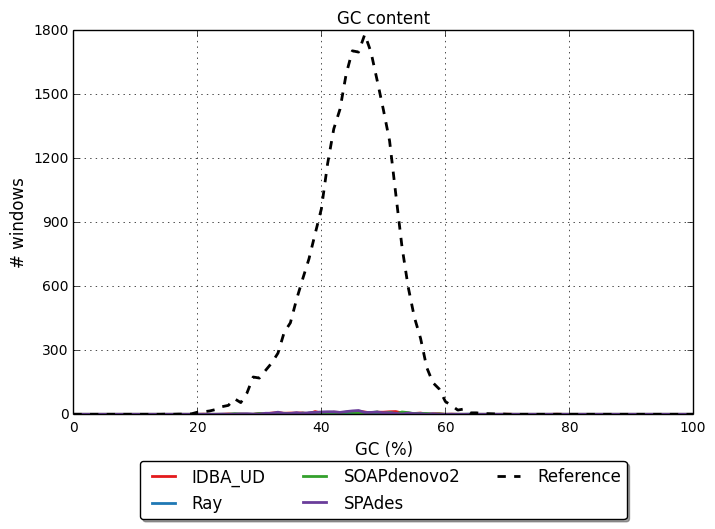 GC content
1800
1500
1200
900
600
300
0
# windows
0 20 40 60 80 100
GC (%)
IDBA_UD SOAPdenovo2 Reference
Ray SPAdes